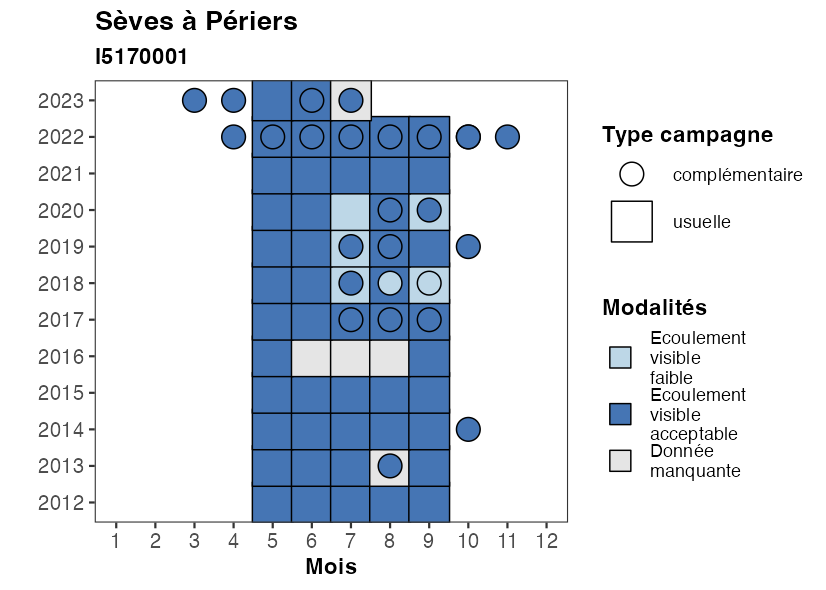 Sèves à Périers
I5170001
2023
2022
2021
2020
2019
2018
2017
2016
2015
2014
2013
2012
1 2 3 4 5 6 7 8 9 10 11 12
Mois
Type campagne
complémentaire
usuelle
Modalités
Ecoulement
visible
faible
Ecoulement
visible
acceptable
Donnée
manquante